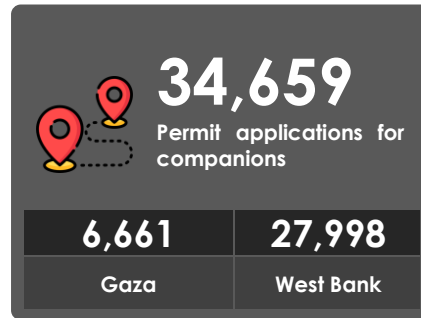 34,659
Permit applications for
companions
6,661 27,998
Gaza West Bank